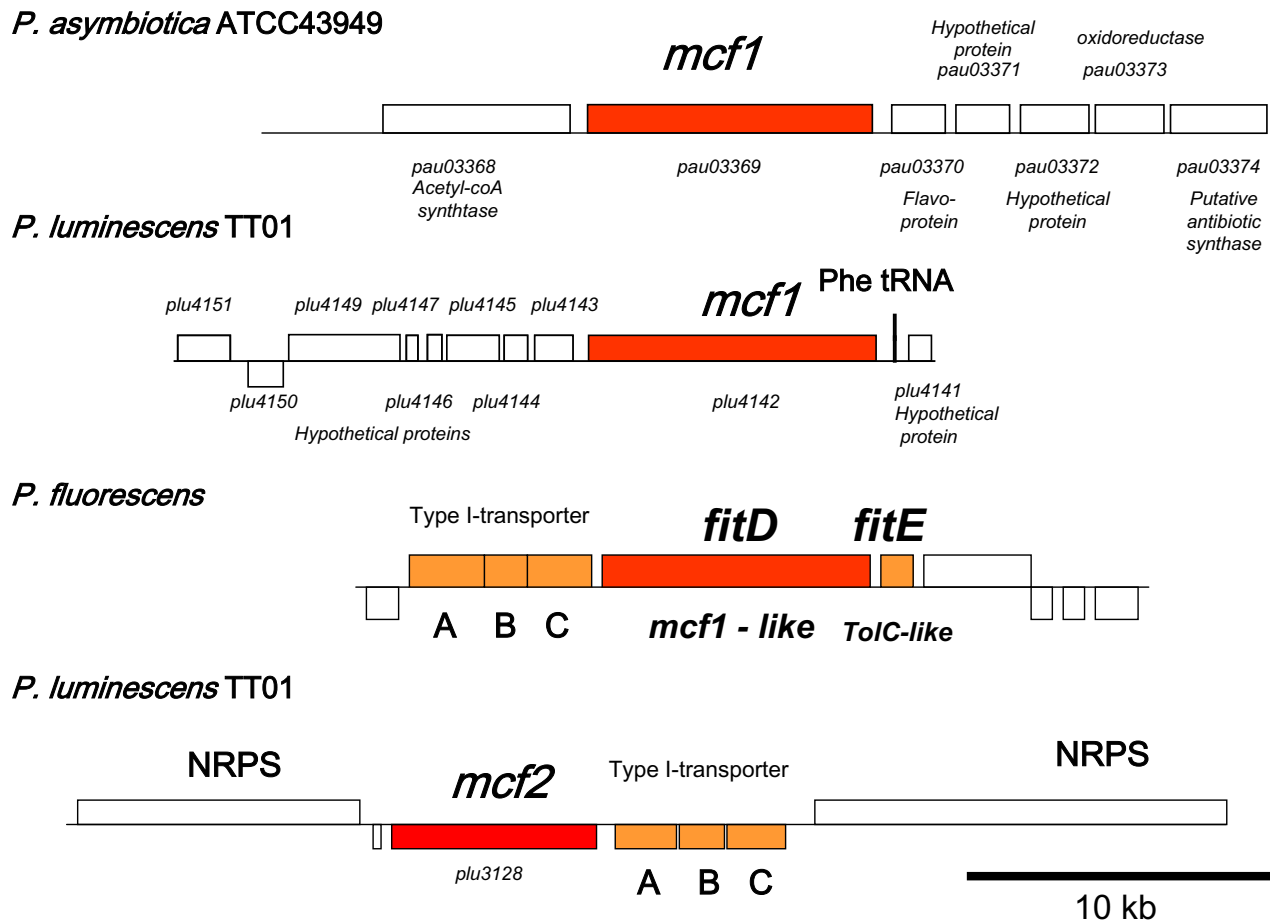 P. asymbiotica ATCC43949
mcf1
Hypothetical
protein
pau03371
oxidoreductase
pau03373
pau03368
Acetyl-coA
synthtase
pau03369
pau03370
Flavo-
protein
pau03372
Hypothetical
protein
pau03374
Putative
antibiotic
synthase
P. luminescens TT01
plu4151
plu4149
plu4147
plu4145
plu4143
mcf1
Phe tRNA
plu4150
plu4146
plu4144
Hypothetical proteins
plu4142
plu4141
Hypothetical
protein
P. fluorescens
Type I-transporter
fitD
fitE
A B C
mcf1 - like
TolC-like
P. luminescens TT01
NRPS
mcf2
Type I-transporter
NRPS
plu3128
A B C
10 kb